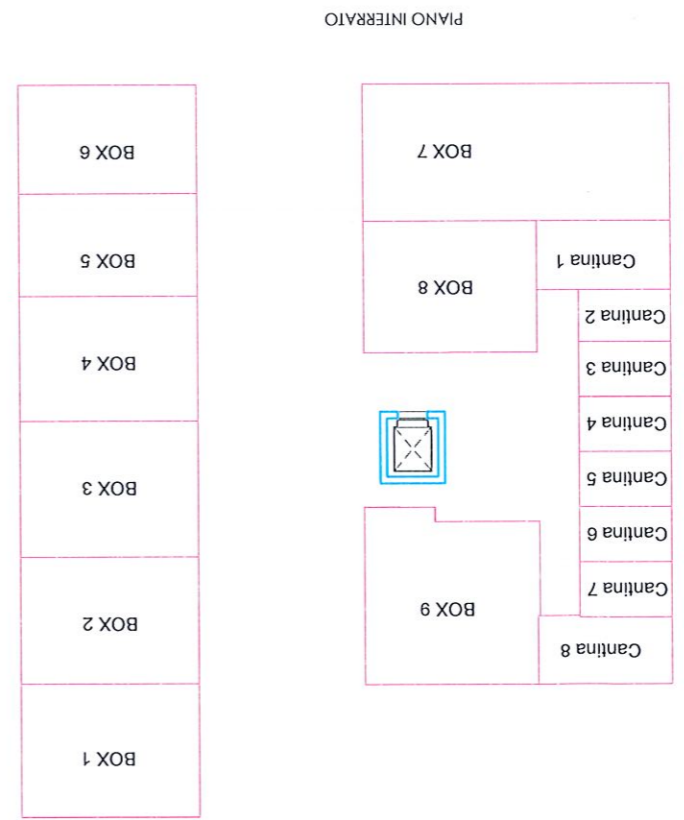 Cantina 8
Cantina 7
Cantina 6
Cantina 5
Cantina 4
Cantina 3
Cantina 2
Cantina 1
BOX 9
BOX 8
BOX 7
BOX 1
BOX 2
BOX 3
BOX 4
BOX 5
BOX 6
PIANO INTERRATO